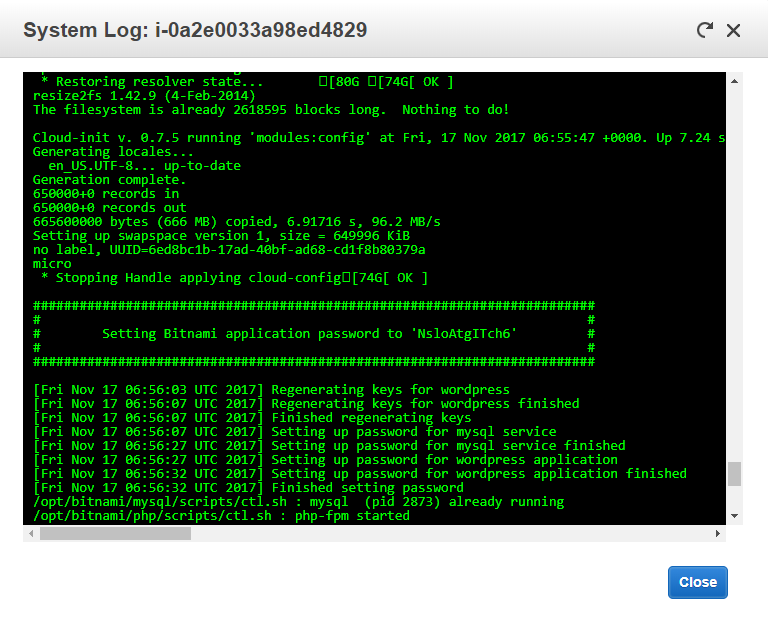 System Log: i-0a2e0033a98ed4829
* Restoring resolver state... [80G [74G[ OK ]
resize2fs 1.42.9 (4-Feb-2014)
The filesystem is already 2618595 blocks long.  Nothing to do!
Cloud-init v. 0.7.5 running 'modules:config' at Fri, 17 Nov 2017 06:55:47 +0000. Up 7.24 s
Generating locales...
en_US.UTF-8... up-to-date
Generation complete.
650000+0 records in
650000+0 records out
665600000 bytes (666 MB) copied, 6.91716 s, 96.2 MB/s
Setting up swapspace version 1, size = 649996 KiB
no label, UUID=6ed8bc1b-17ad-40bf-ad68-cd1f8b80379a
micro
* Stopping Handle applying cloud-config[74G[ OK ]
#########################################################################
# #
# Setting Bitnami application password to 'NsloAtgITch6' #
# #
#########################################################################
[Fri Nov 17 06:56:03 UTC 2017] Regenerating keys for wordpress
[Fri Nov 17 06:56:07 UTC 2017] Regenerating keys for wordpress finished
[Fri Nov 17 06:56:07 UTC 2017] Finished regenerating keys
[Fri Nov 17 06:56:07 UTC 2017] Setting up password for mysql service
[Fri Nov 17 06:56:27 UTC 2017] Setting up password for mysql service finished
[Fri Nov 17 06:56:27 UTC 2017] Setting up password for wordpress application
[Fri Nov 17 06:56:32 UTC 2017] Setting up password for wordpress application finished
[Fri Nov 17 06:56:32 UTC 2017] Finished setting password
/opt/bitnami/mysql/scripts/ctl.sh : mysql  (pid 2873) already running
/opt/bitnami/php/scripts/ctl.sh : php-fpm started
Close